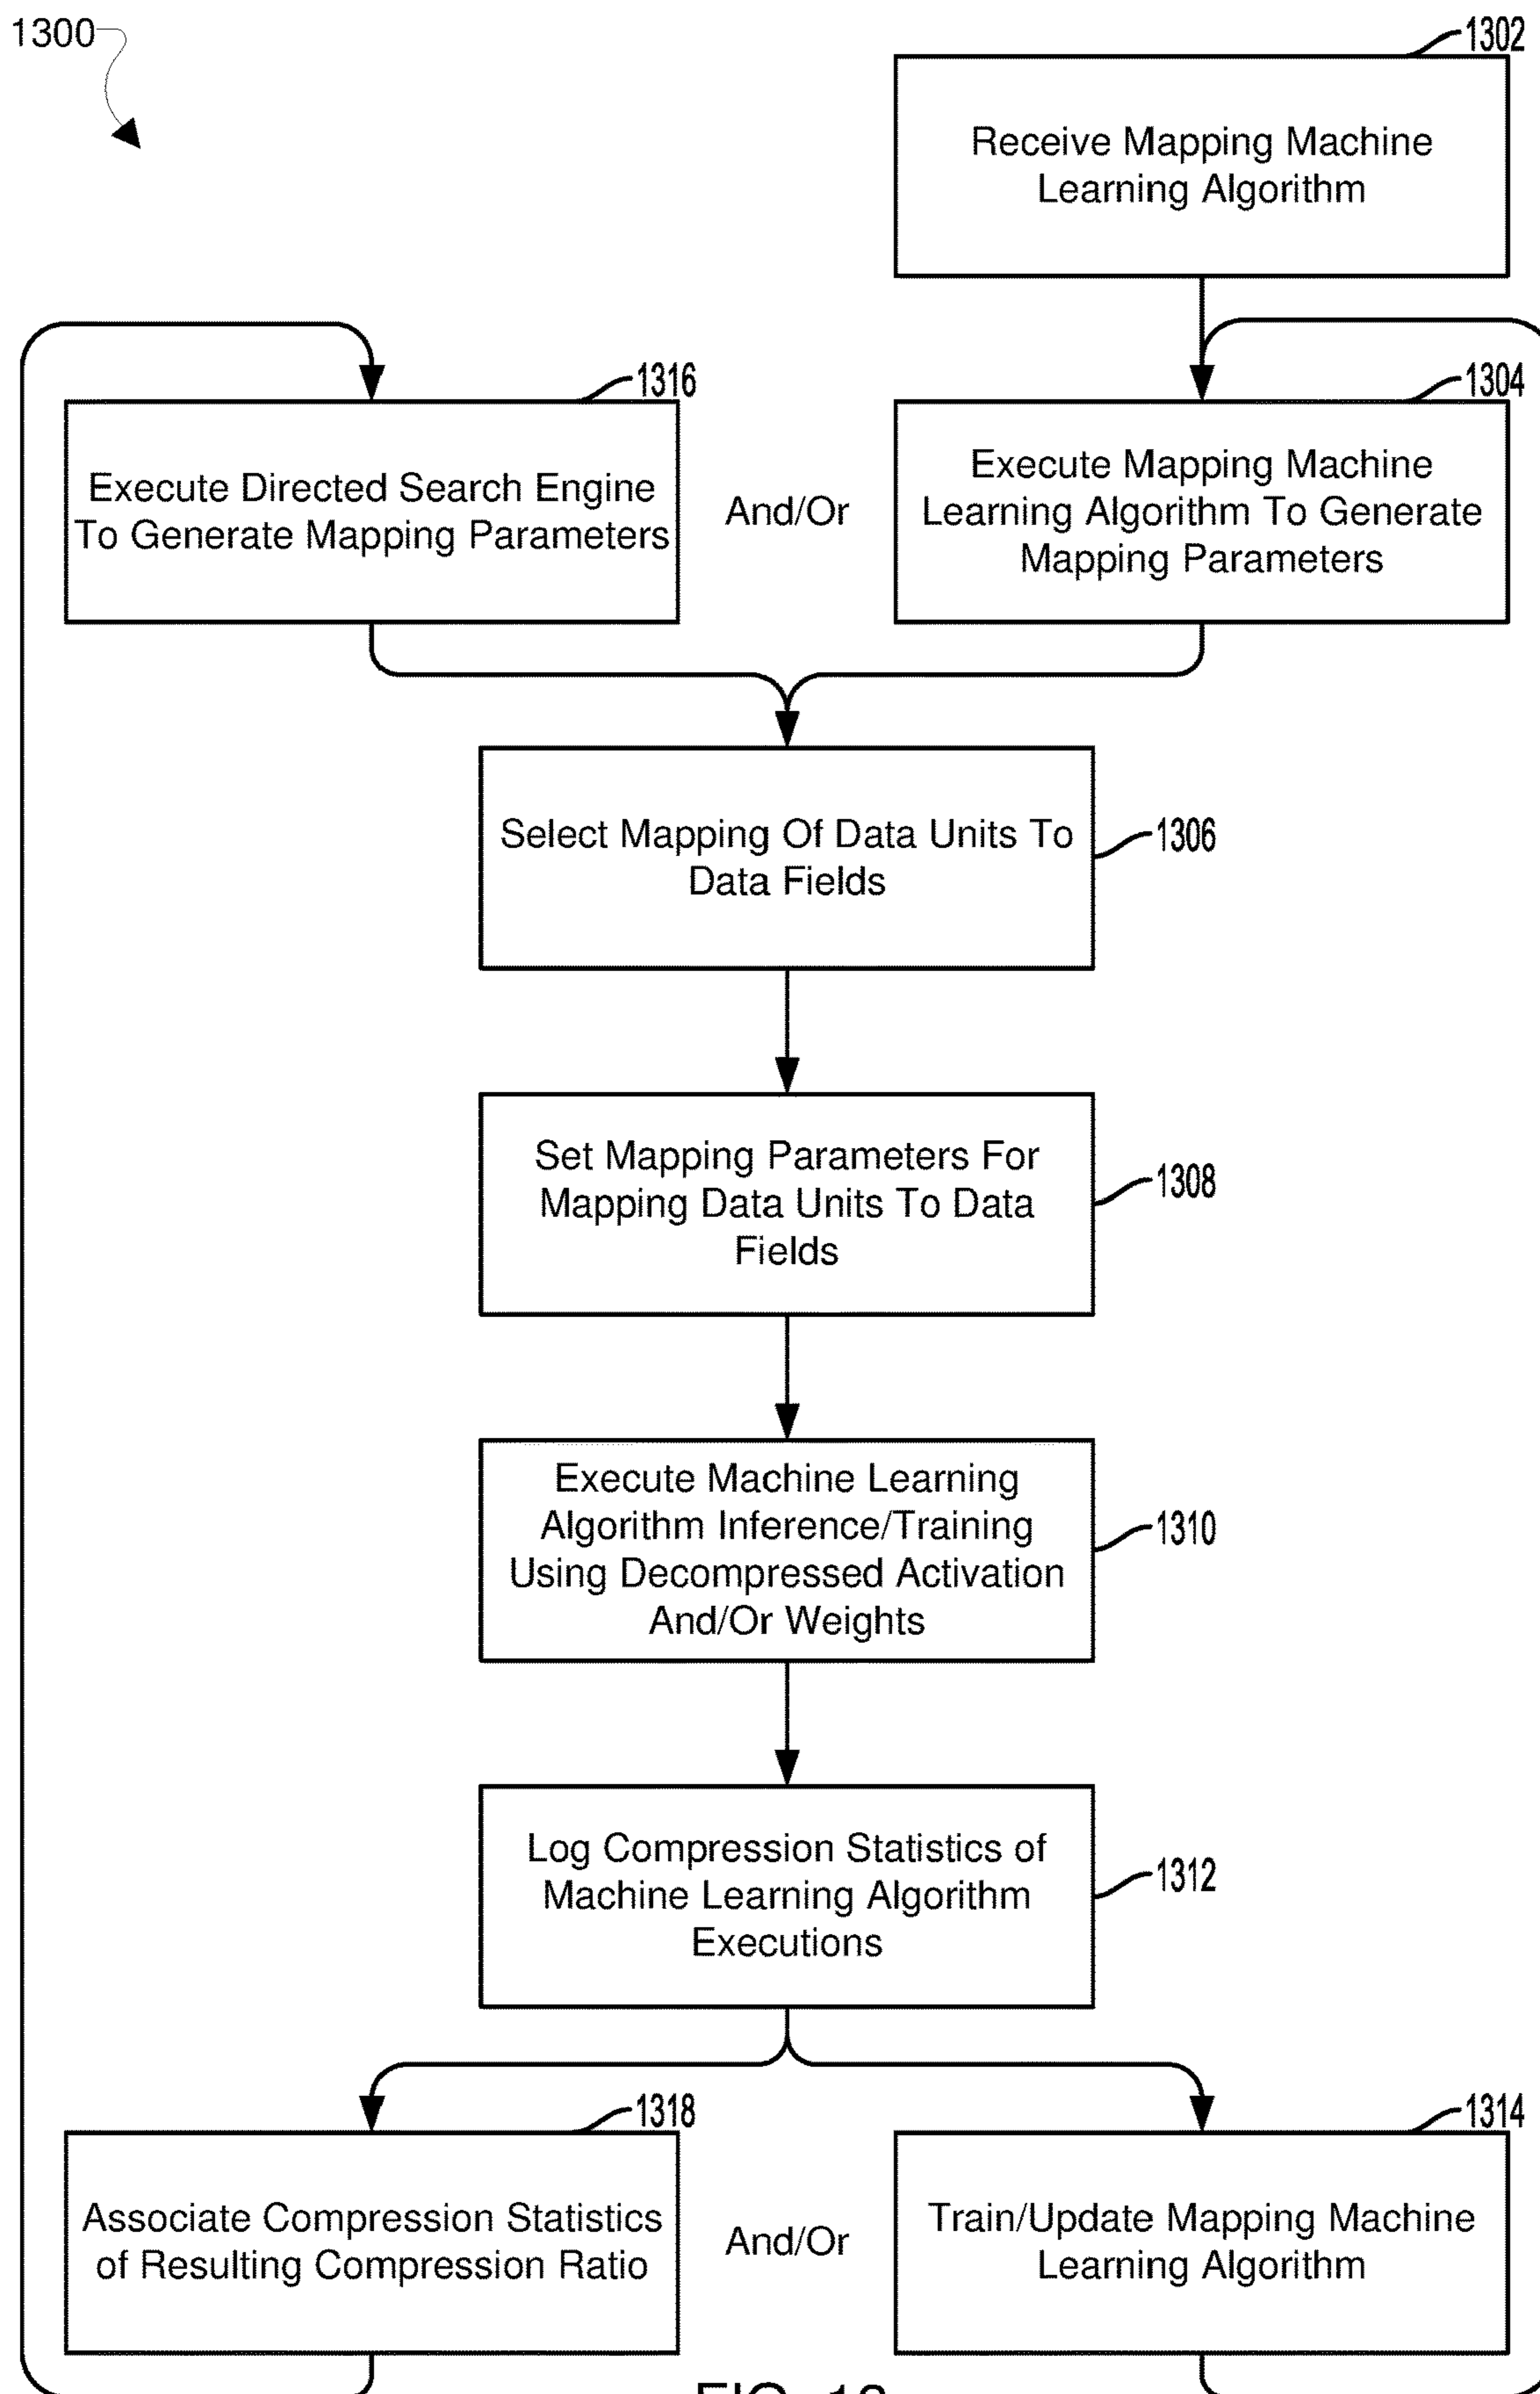 1300
1302
Receive Mapping Machine
Learning Algorithm
1316
Execute Directed Search Engine
To Generate Mapping Parameters
And/Or
1304
Execute Mapping Machine
Learning Algorithm To Generate
Mapping Parameters
1306
Select Mapping Of Data Units To
Data Fields
1308
Set Mapping Parameters For
Mapping Data Units To Data
Fields
1310
Execute Machine Learning
Algorithm Inference/Training
Using Decompressed Activation
And/Or Weights
1312
Log Compression Statistics of
Machine Learning Algorithm
Executions
1318
Associate Compression Statistics
of Resulting Compression Ratio
And/Or
1314
Train/Update Mapping Machine
Learning Algorithm